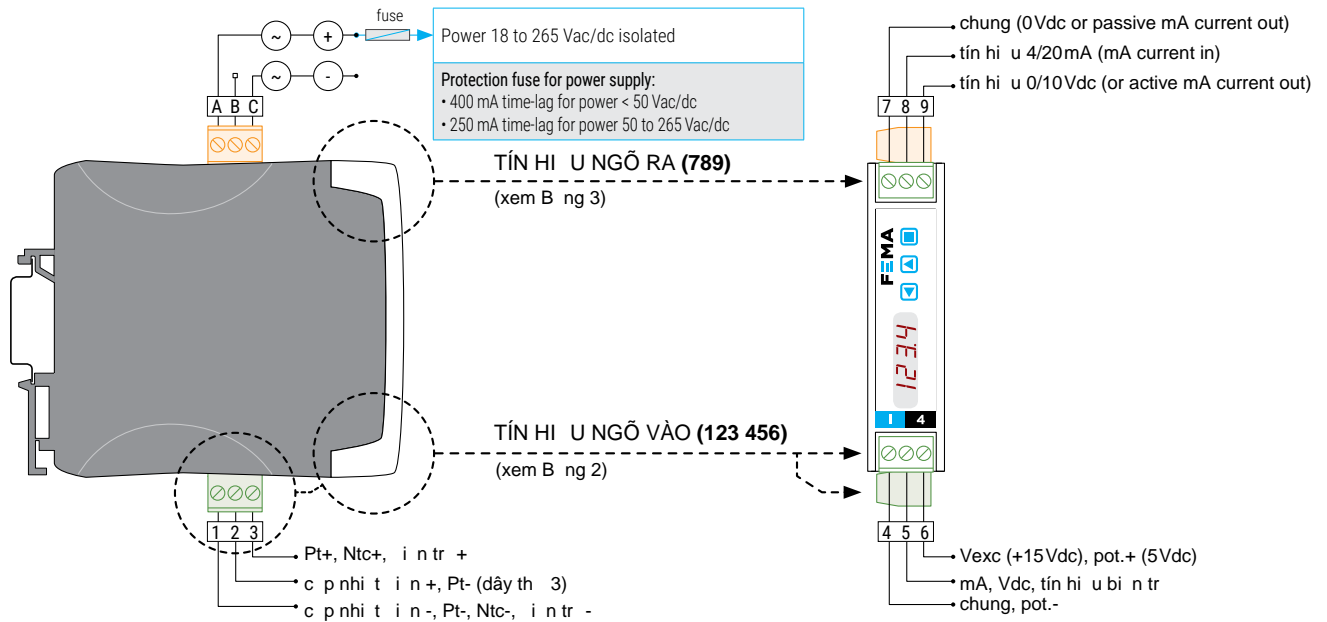 fuse
~ +
~ -
Power 18 to 265 Vac/dc isolated
Protection fuse for power supply:
• 400 mA time-lag for power < 50 Vac/dc
• 250 mA time-lag for power 50 to 265 Vac/dc
A B C
chung (0Vdc or passive mA current out)
tín hi u 4/20mA (mA current in)
tín hi u 0/10Vdc (or active mA current out)
7 8 9
TÍN HI U NGÕ RA (789)
(xem B ng 3)
FEMA
1234
I 4
TÍN HI U NGÕ VÀO (123 456)
(xem B ng 2)
1 2 3
Pt+, Ntc+, i n tr +
c p nhi t i n +, Pt- (dây th 3)
c p nhi t i n -, Pt-, Ntc-, i n tr -
4 5 6
Vexc (+15Vdc), pot.+ (5Vdc)
mA, Vdc, tín hi u bi n tr
chung, pot.-